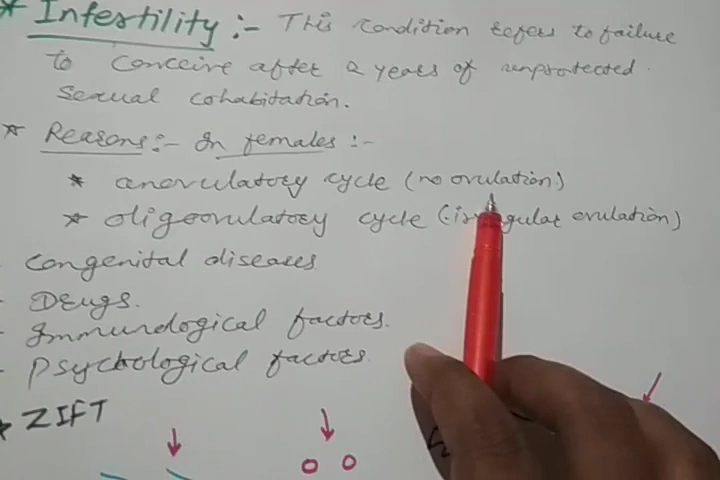 * Infertility :- This condition refers to failure
to conceive after 2 years of unprotected.
sexual cohabitation.
* Reasons :- In females :-
* anovulatory cycle (no ovulation)
* oligoovulatory cycle (irregular ovulation)
- Congenital diseases
- Drugs.
- Immunological factors.
- Psychological factors.
* ZIFT